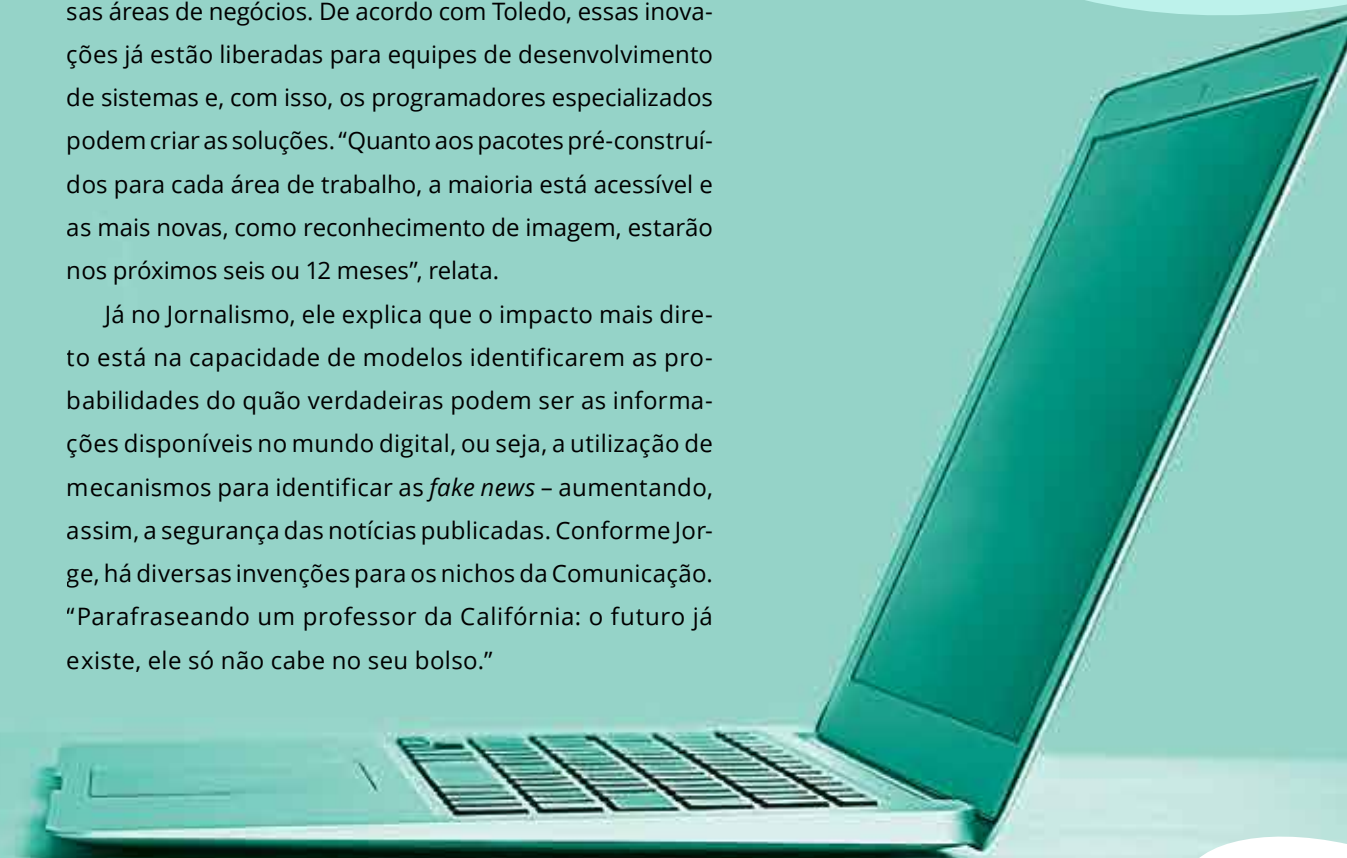 sas áreas de negócios. De acordo com Toledo, essas inova-
ções já estão liberadas para equipes de desenvolvimento
de sistemas e, com isso, os programadores especializados
podem criar as soluções. “Quanto aos pacotes pré-construí-
dos para cada área de trabalho, a maioria está acessível e
as mais novas, como reconhecimento de imagem, estarão
nos próximos seis ou 12 meses”, relata.
Já no Jornalismo, ele explica que o impacto mais dire-
to está na capacidade de modelos identificarem as pro-
babilidades do quão verdadeiras podem ser as informa-
ções disponíveis no mundo digital, ou seja, a utilização de
mecanismos para identificar as fake news – aumentando,
assim, a segurança das notícias publicadas. Conforme Jor-
ge, há diversas invenções para os nichos da Comunicação.
“Parafraseando um professor da Califórnia: o futuro já
existe, ele só não cabe no seu bolso.”